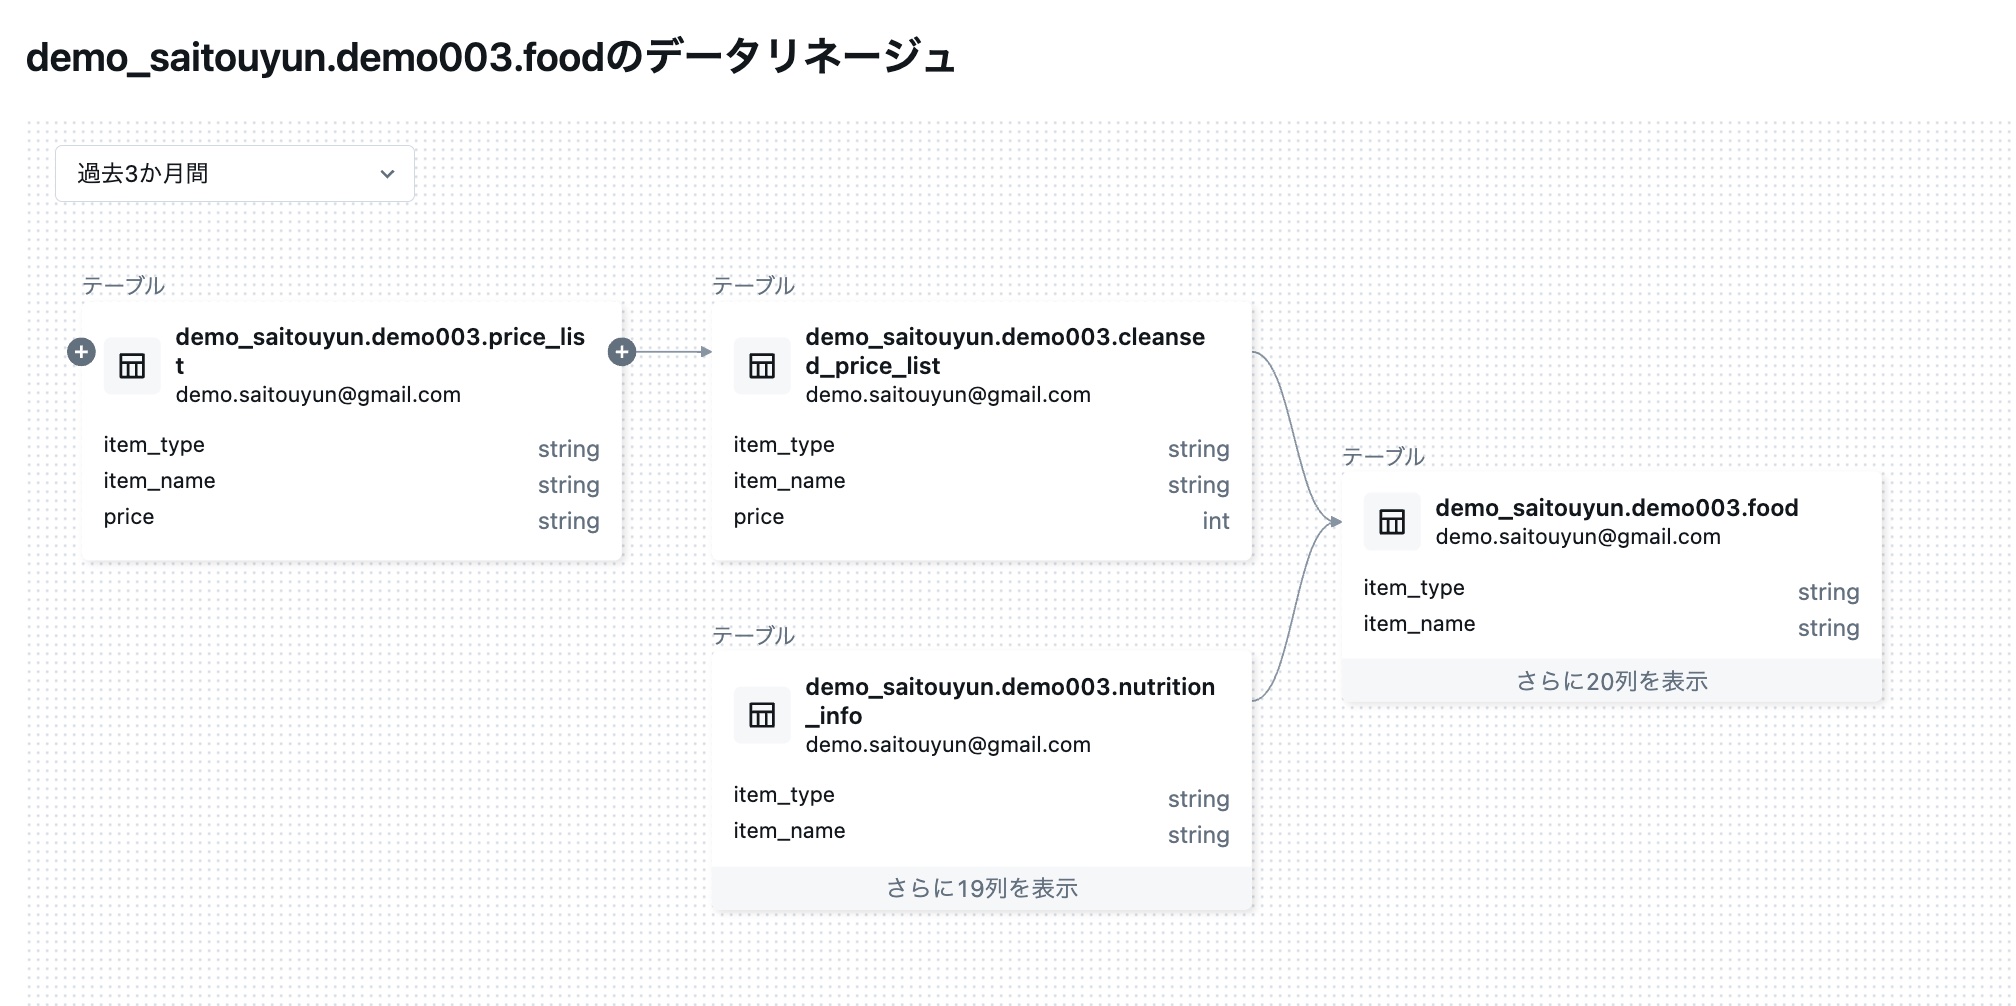 demo_saitouyun.demo003.foodのデータリネージュ
過去3か月間
テーブル
demo_saitouyun.demo003.price_lis
t
demo.saitouyun@gmail.com
item_type string
item_name string
price string
テーブル
demo_saitouyun.demo003.cleanse
d_price_list
demo.saitouyun@gmail.com
item_type string
item_name string
price int
テーブル
demo_saitouyun.demo003.nutrition
_info
demo.saitouyun@gmail.com
item_type string
item_name string
さらに19列を表示
テーブル
demo_saitouyun.demo003.food
demo.saitouyun@gmail.com
item_type string
item_name string
さらに20列を表示